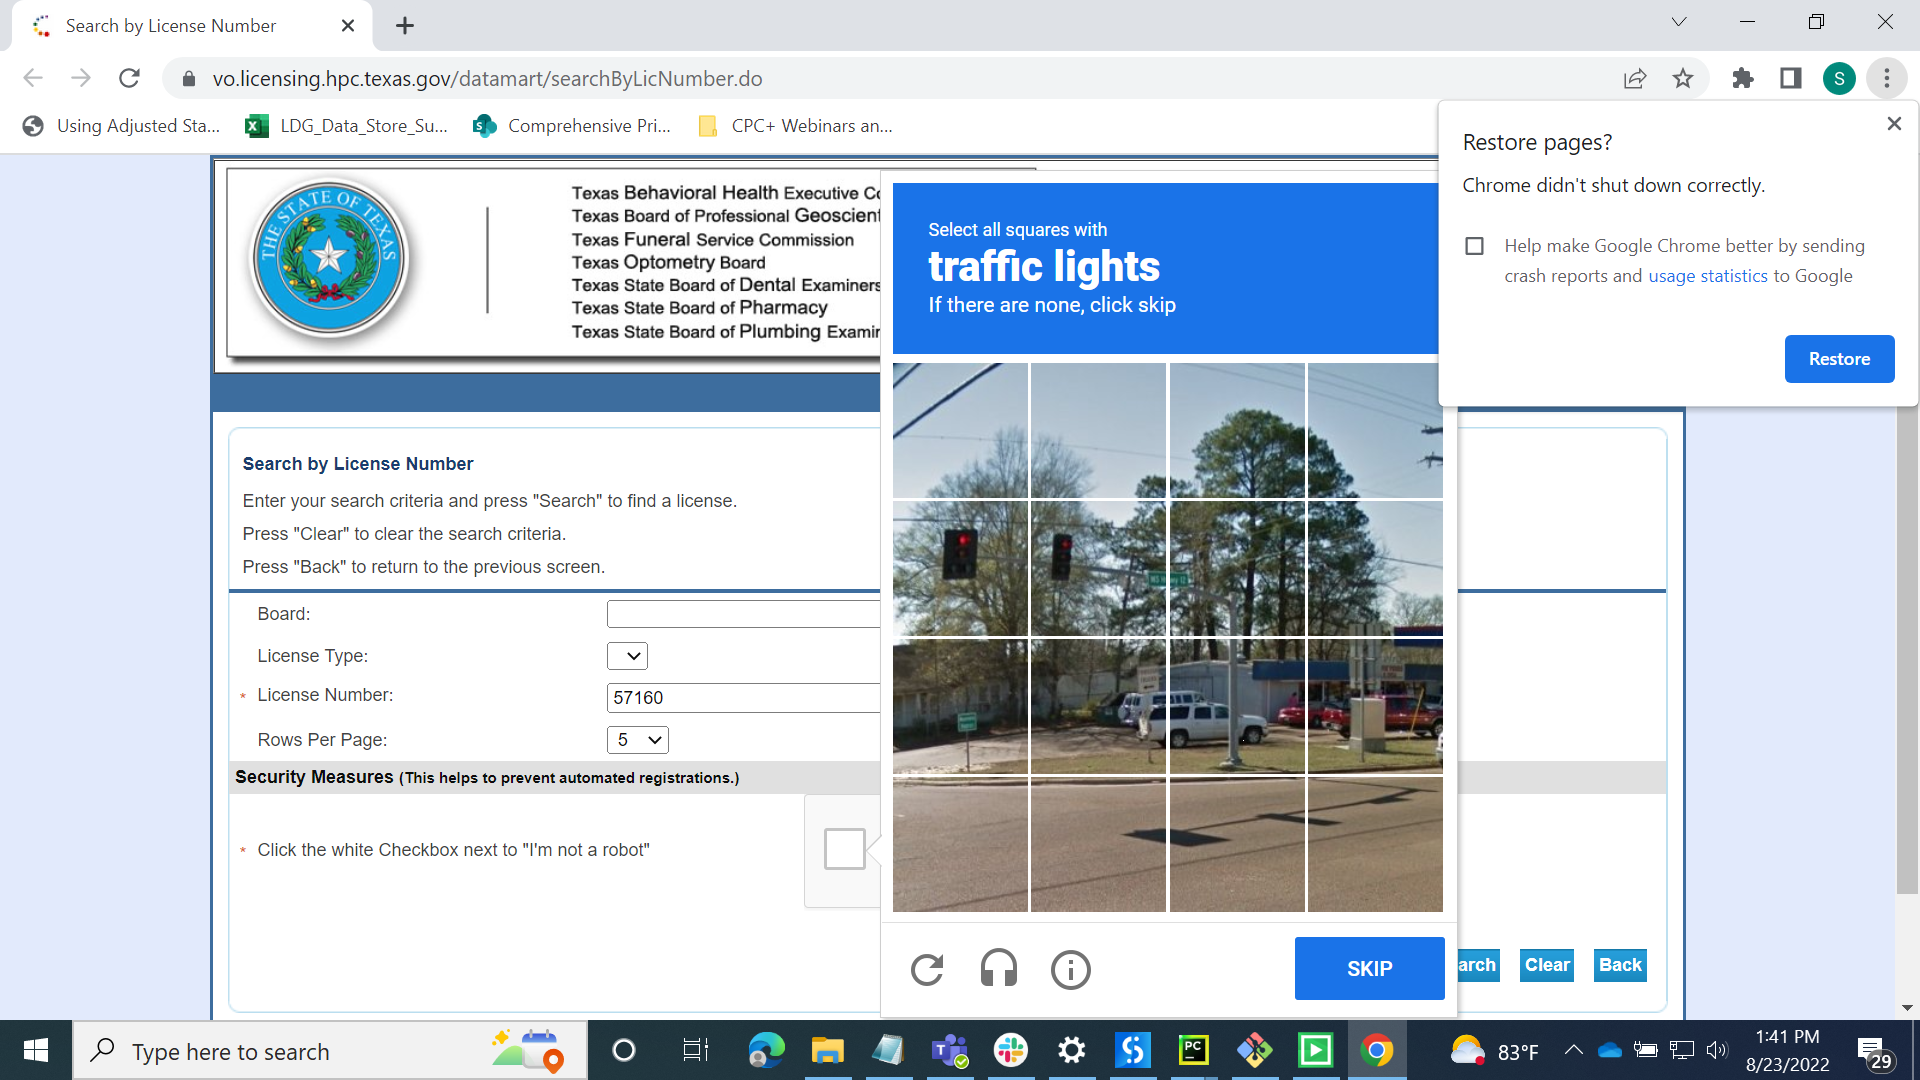 Search by License Number
vo.licensing.hpc.texas.gov/datamart/searchByLicNumber.do
S
Using Adjusted Sta...
LDG_Data_Store_Su...
Comprehensive Pri...
CPC+ Webinars an...
Restore pages?
Chrome didn't shut down correctly.
Help make Google Chrome better by sending
crash reports and usage statistics to Google
Restore
THE STATE OF TEXAS
Texas Behavioral Health Executive Co
Texas Board of Professional Geoscient
Texas Funeral Service Commission
Texas Optometry Board
Texas State Board of Dental Examiners
Texas State Board of Pharmacy
Texas State Board of Plumbing Examin
Select all squares with
traffic lights
If there are none, click skip
Search by License Number
Enter your search criteria and press "Search" to find a license.
Press "Clear" to clear the search criteria.
Press "Back" to return to the previous screen.
Board:
License Type:
* License Number:
57160
Rows Per Page:
5
Security Measures (This helps to prevent automated registrations.)
* Click the white Checkbox next to "I'm not a robot"
SKIP
arch
Clear
Back
Type here to search
83°F
1:41 PM
8/23/2022
29